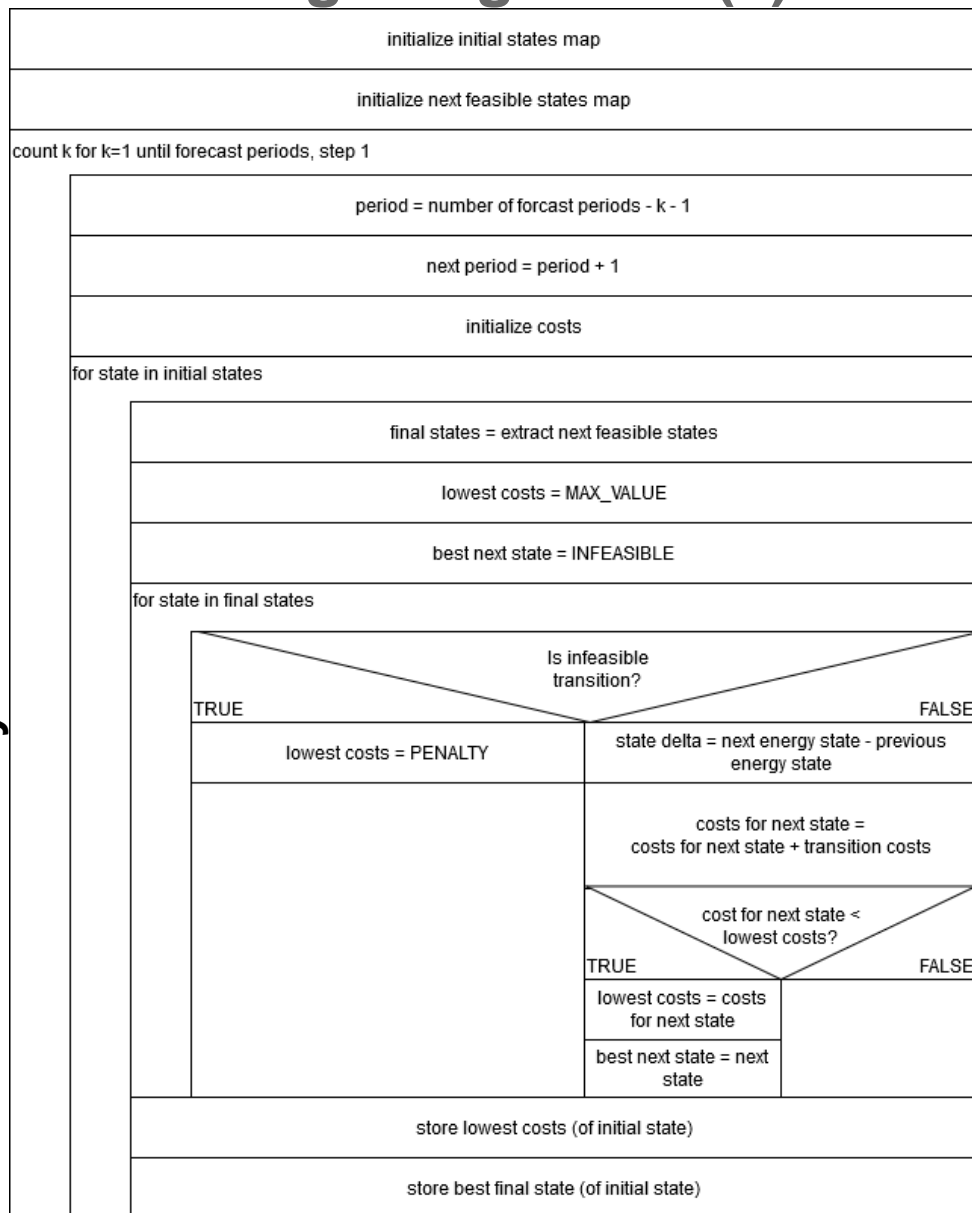 initialize initial states map
initialize next feasible states map
count k for k=1 until forecast periods, step 1
period = number of forcast periods - k - 1
next period = period + 1
initialize costs
for state in initial states
final states = extract next feasible states
lowest costs = MAX_VALUE
best next state = INFEASIBLE
for state in final states
Is infeasible
transition?
TRUE
FALSE
lowest costs = PENALTY
state delta = next energy state - previous
energy state
costs for next state =
costs for next state + transition costs
cost for next state <
lowest costs?
TRUE
FALSE
lowest costs = costs
for next state
best next state = next
state
store lowest costs (of initial state)
store best final state (of initial state)